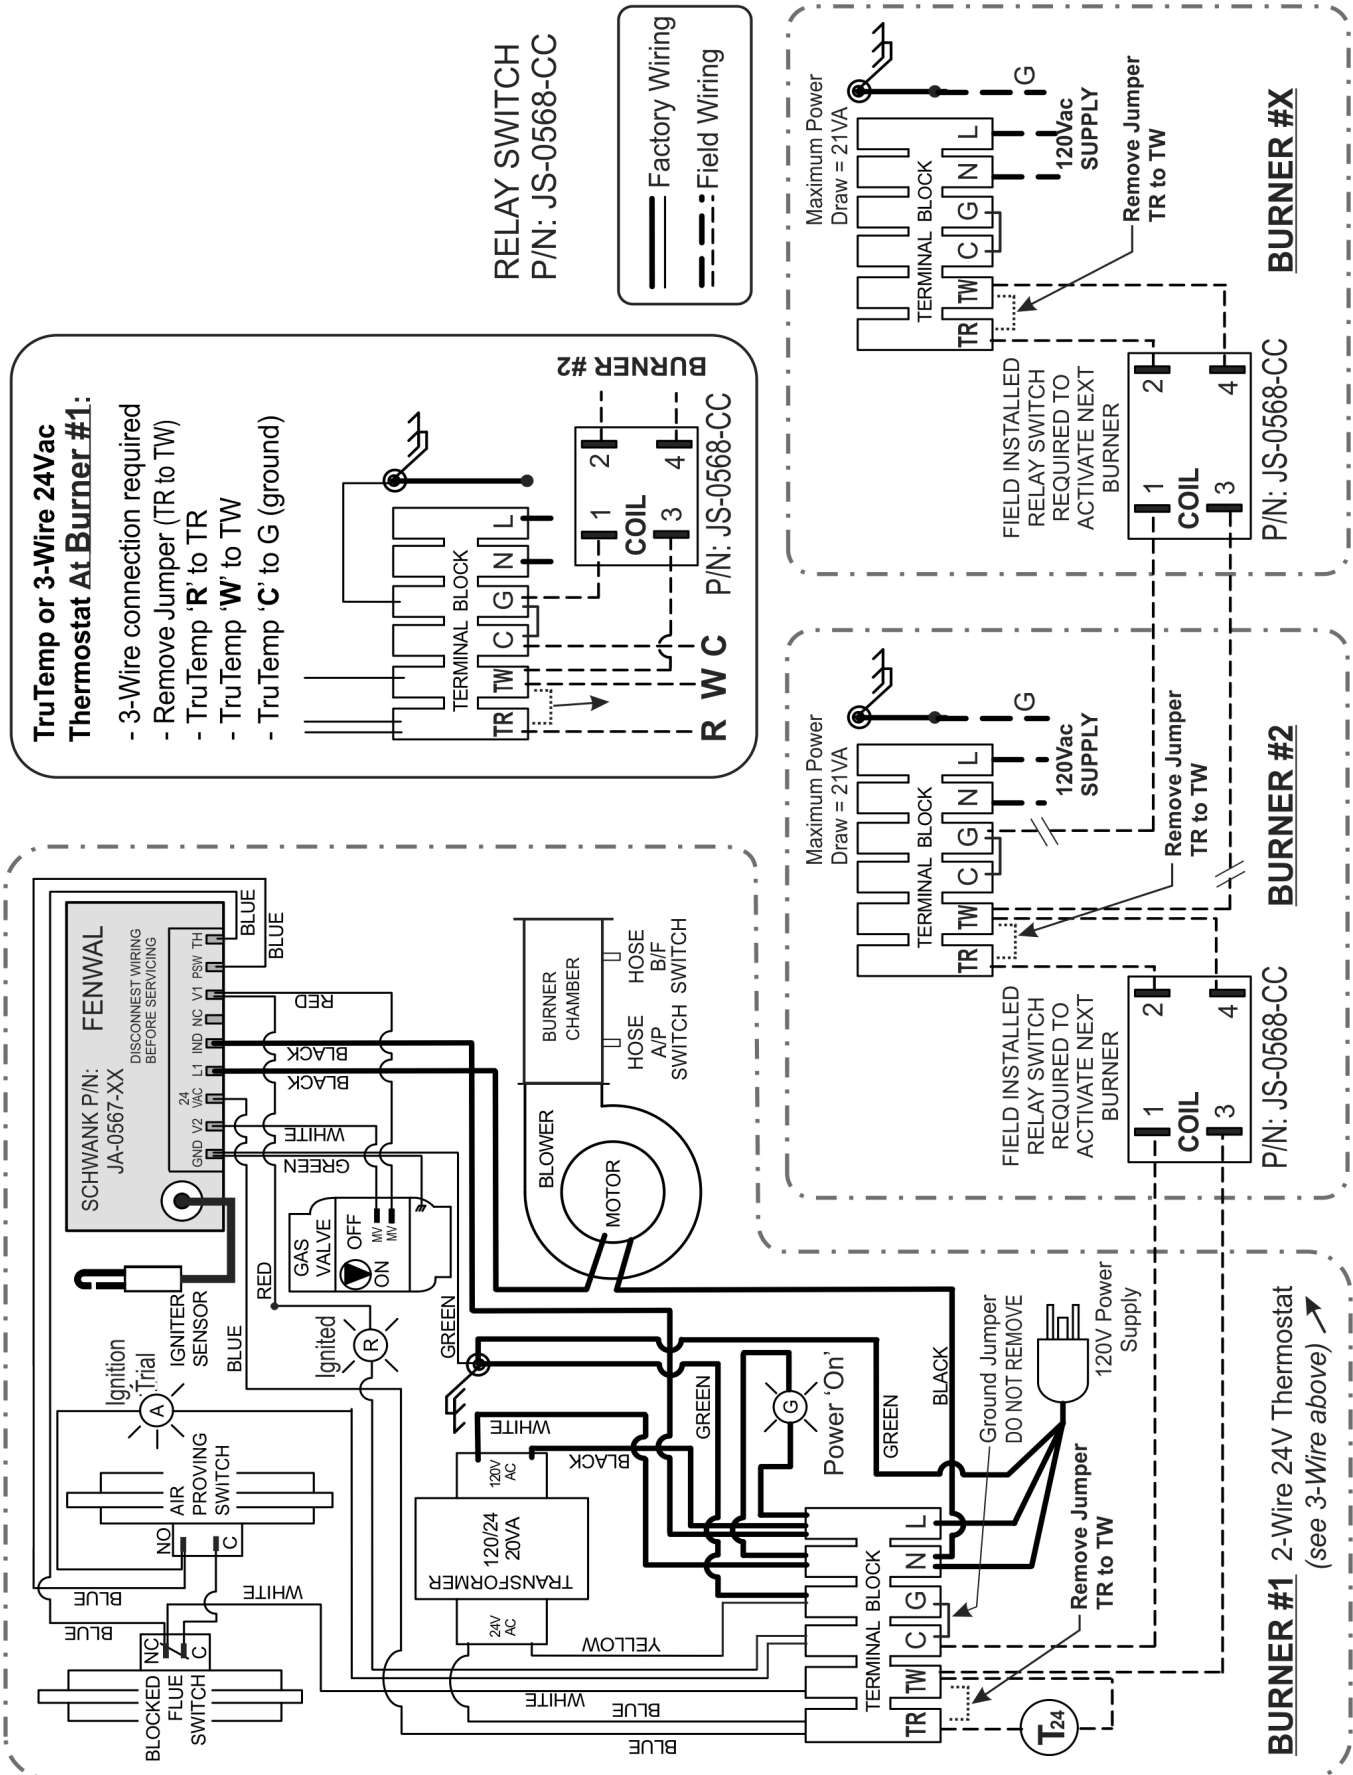 BLOCKED
FLUE
SWITCH
NC
C
BLUE
BLUE
WHITE
NO
C
AIR
PROVING
SWITCH
Ignition
Trial
A
IGNITER
SENSOR
BLUE
RED
Ignited
R
SCHWANK P/N:
JA-0567-XX
FENWAL
DISCONNEST WIRING
BEFORE SERVICING
GND
V2
24
VAC
L1
IND
NC
V1
PSW
TH
BLUE
BLUE
RED
BLACK
BLACK
WHITE
GREEN
GAS
VALVE
ON
OFF
MV
MV
GREEN
TRANSFORMER
120/24
20VA
24V
AC
120V
AC
WHITE
BLACK
YELLOW
WHITE
BLUE
BLUE
BLOWER
MOTOR
BURNER
CHAMBER
HOSE
A/P
SWITCH
HOSE
B/F
SWITCH
GREEN
G
Power 'On'
GREEN
BLACK
TERMINAL BLOCK
TR
TW
C
G
N
L
Ground Jumper
DO NOT REMOVE
Remove Jumper
TR to TW
T24
120V Power
Supply
BURNER #1 2-Wire 24V Thermostat
(see 3-Wire above)
TruTemp or 3-Wire 24Vac
Thermostat At Burner #1:
- 3-Wire connection required
- Remove Jumper (TR to TW)
- TruTemp 'R' to TR
- TruTemp 'W' to TW
- TruTemp 'C' to G (ground)
TERMINAL BLOCK
TR
TW
C
G
N
L
R
W
C
1
2
COIL
3
4
P/N: JS-0568-CC
BURNER #2
RELAY SWITCH
P/N: JS-0568-CC
Factory Wiring
Field Wiring
Maximum Power
Draw = 21VA
TERMINAL BLOCK
TR
TW
C
G
N
L
G
120Vac
SUPPLY
Remove Jumper
TR to TW
FIELD INSTALLED
RELAY SWITCH
REQUIRED TO
ACTIVATE NEXT
BURNER
1
2
COIL
3
4
P/N: JS-0568-CC
BURNER #2
Maximum Power
Draw = 21VA
TERMINAL BLOCK
TR
TW
C
G
N
L
G
120Vac
SUPPLY
Remove Jumper
TR to TW
FIELD INSTALLED
RELAY SWITCH
REQUIRED TO
ACTIVATE NEXT
BURNER
1
2
COIL
3
4
P/N: JS-0568-CC
BURNER #X